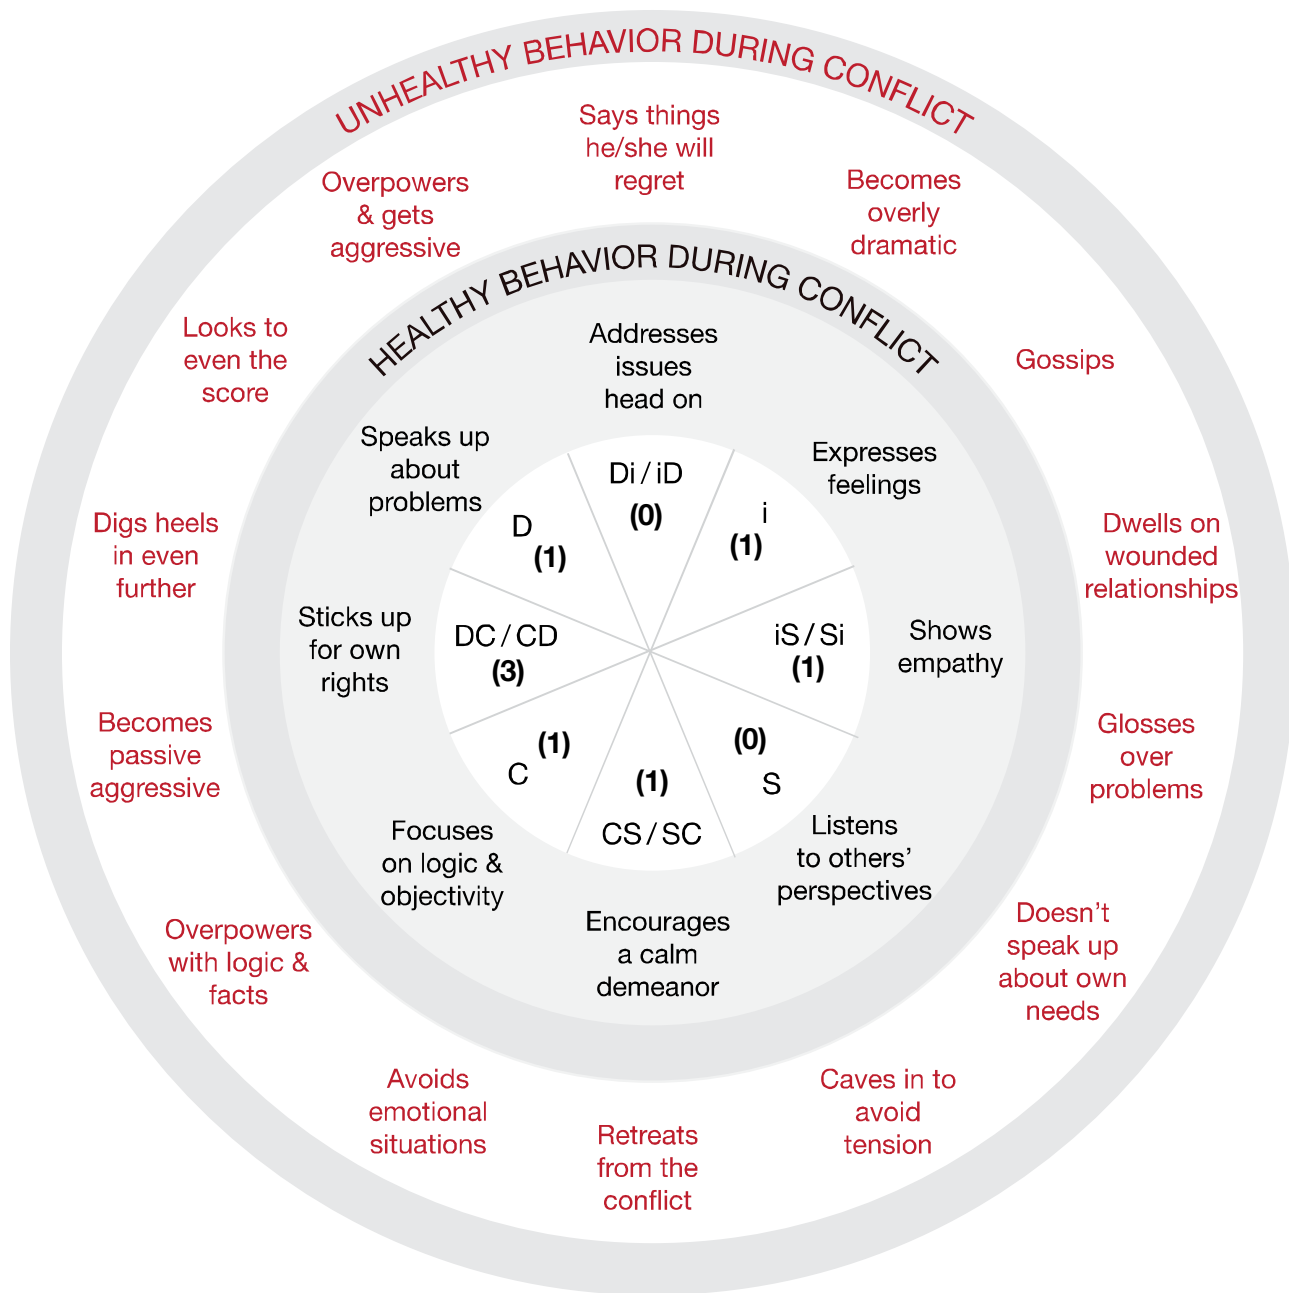 UNHEALTHY BEHAVIOR DURING CONFLICT
Says things
he/she will
regret
Becomes
overly
dramatic
Gossips
Dwells on
wounded
relationships
Glosses
over
problems
Doesn't
speak up
about own
needs
Caves in to
avoid
tension
Retreats
from the
conflict
Avoids
emotional
situations
Overpowers
with logic &
facts
Becomes
passive
aggressive
Digs heels
in even
further
Looks to
even the
score
Overpowers
& gets
aggressive
HEALTHY BEHAVIOR DURING CONFLICT
Addresses
issues
head on
Expresses
feelings
Shows
empathy
Listens
to others’
perspectives
Encourages
a calm
demeanor
Focuses
on logic &
objectivity
Sticks up
for own
rights
Speaks up
about
problems
Di / iD
(0)
i
(1)
iS / Si
(1)
(0)
S
(1)
CS / SC
(1)
C
DC / CD
(3)
D
(1)